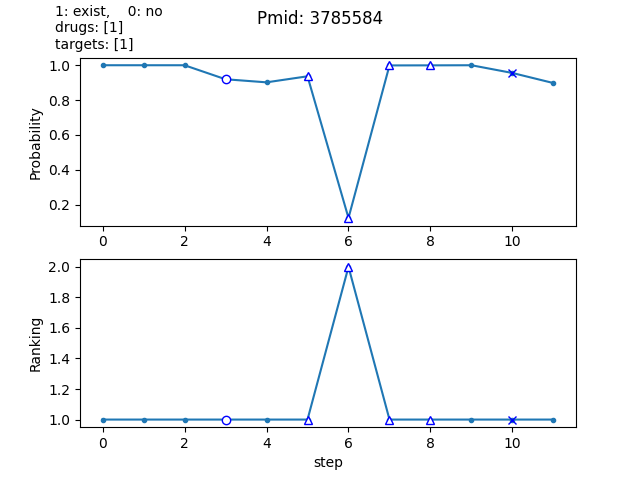 1: exist,    0: no
drugs: [1]
targets: [1]
Pmid: 3785584
Probability
1.0
0.8
0.6
0.4
0.2
0 2 4 6 8 10
Ranking
2.0
1.8
1.6
1.4
1.2
1.0
0 2 4 6 8 10
step